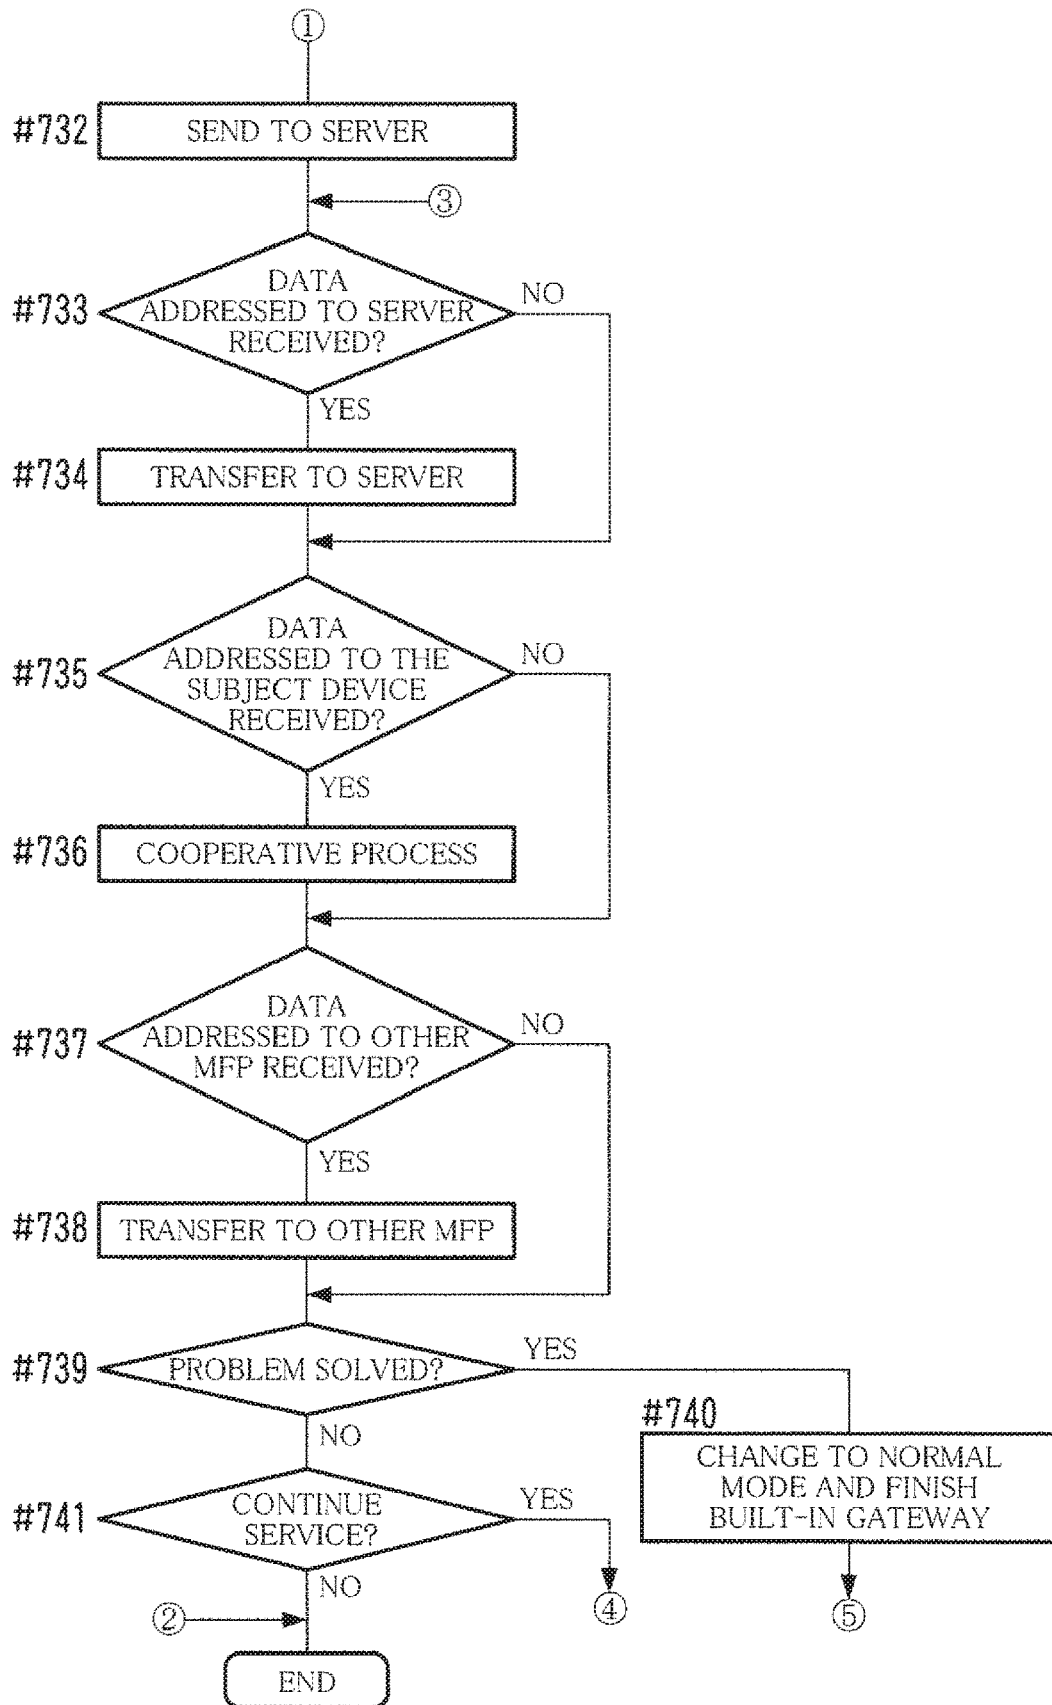 ①
#732
SEND TO SERVER
③
#733
DATA
ADDRESSED TO SERVER
RECEIVED?
NO
YES
#734
TRANSFER TO SERVER
#735
DATA
ADDRESSED TO THE
SUBJECT DEVICE
RECEIVED?
NO
YES
#736
COOPERATIVE PROCESS
#737
DATA
ADDRESSED TO OTHER
MFP RECEIVED?
NO
YES
#738
TRANSFER TO OTHER MFP
#739
PROBLEM SOLVED?
YES
NO
#740
CHANGE TO NORMAL
MODE AND FINISH
BUILT-IN GATEWAY
#741
CONTINUE
SERVICE?
YES
NO
④
⑤
②
END